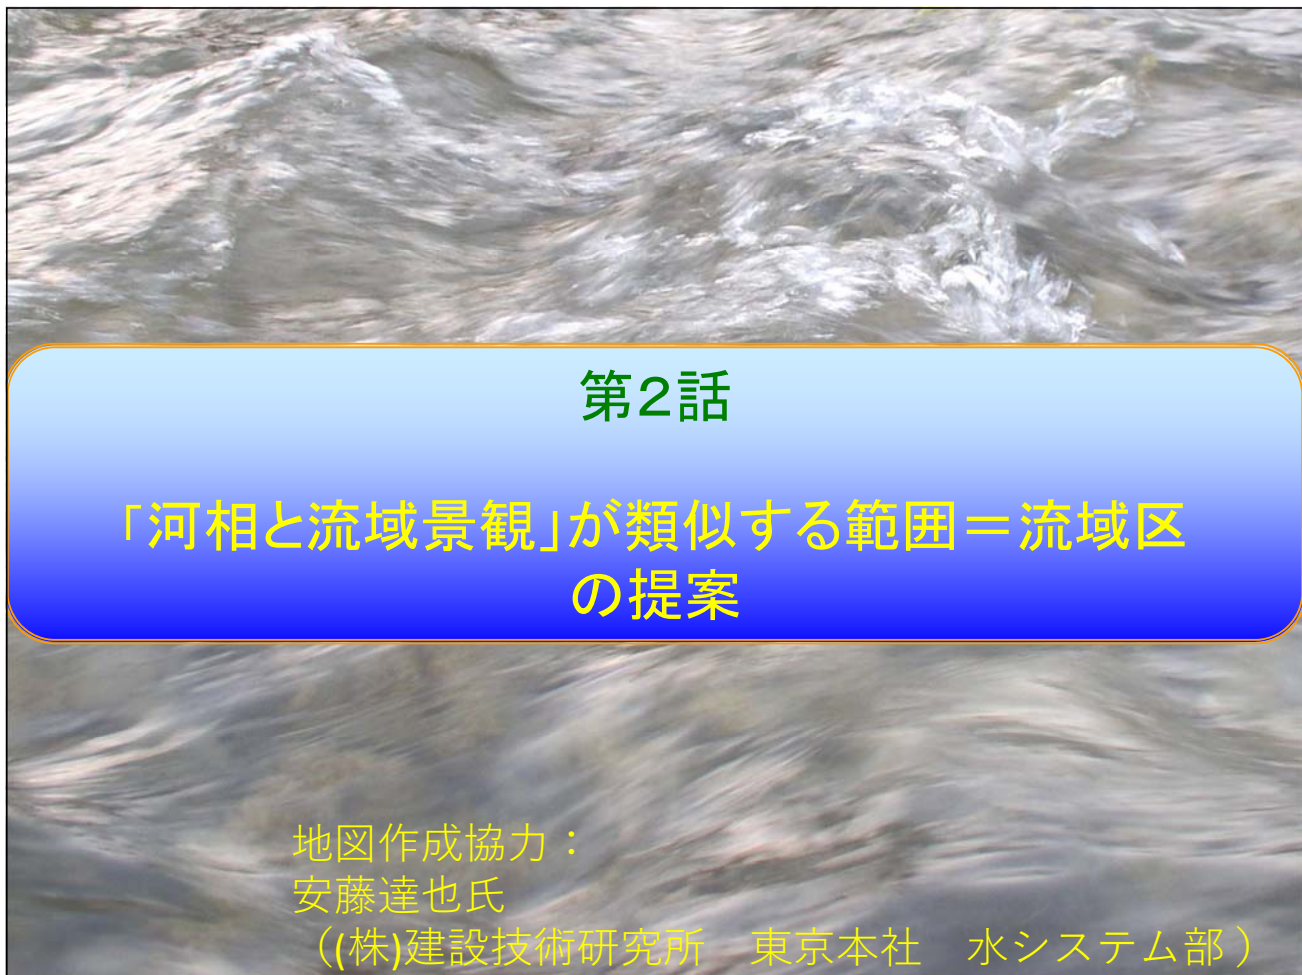 第２話
「河相と流域景観」が類似する範囲＝流域区
の提案
地図作成協力：
安藤達也氏
（(株)建設技術研究所　東京本社　水システム部）